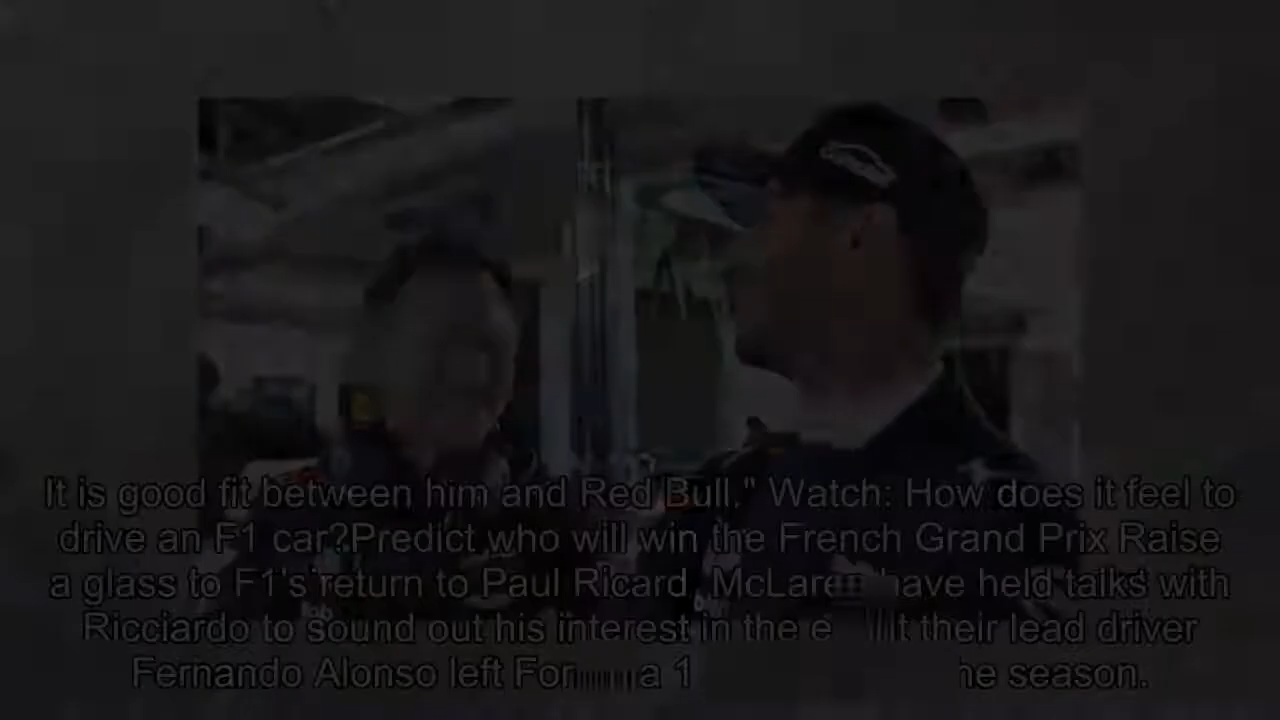 It is good fit between him and Red Bull." Watch: How does it feel to
drive an F1 car?Predict who will win the French Grand Prix Raise
a glass to F1's return to Paul Ricard McLaren have held talks with
Ricciardo to sound out his interest in the e their lead driver
Fernando Alonso left 1 season.